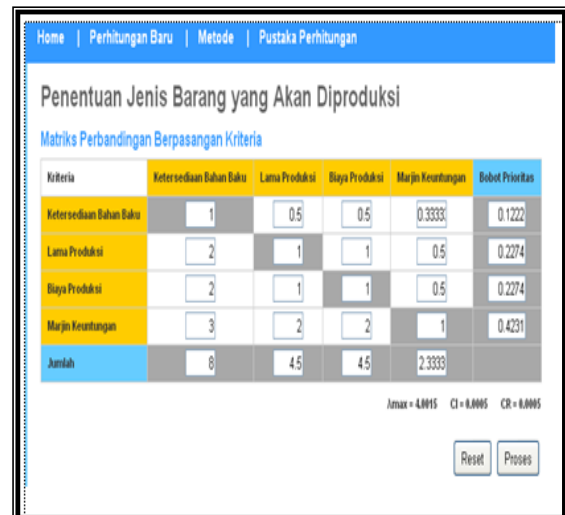 Home | Perhitungan Baru | Metode | Pustaka Perhitungan
Penentuan Jenis Barang yang Akan Diproduksi
Matriks Perbandingan Berpasangan Kriteria
Kriteria Ketersediaan Bahan Baku Lama Produksi Biaya Produksi Marjin Keuntungan Bobot Prioritas
Ketersediaan Bahan Baku 1 0.5 0.5 0.3333 0.1222
Lama Produksi 2 1 1 0.5 0.2274
Biaya Produksi 2 1 1 0.5 0.2274
Marjin Keuntungan 3 2 2 1 0.4231
Jumlah 8 4.5 4.5 2.3333
λmax = 4.0015 CI = 0.0005 CR = 0.0005
Reset Proses